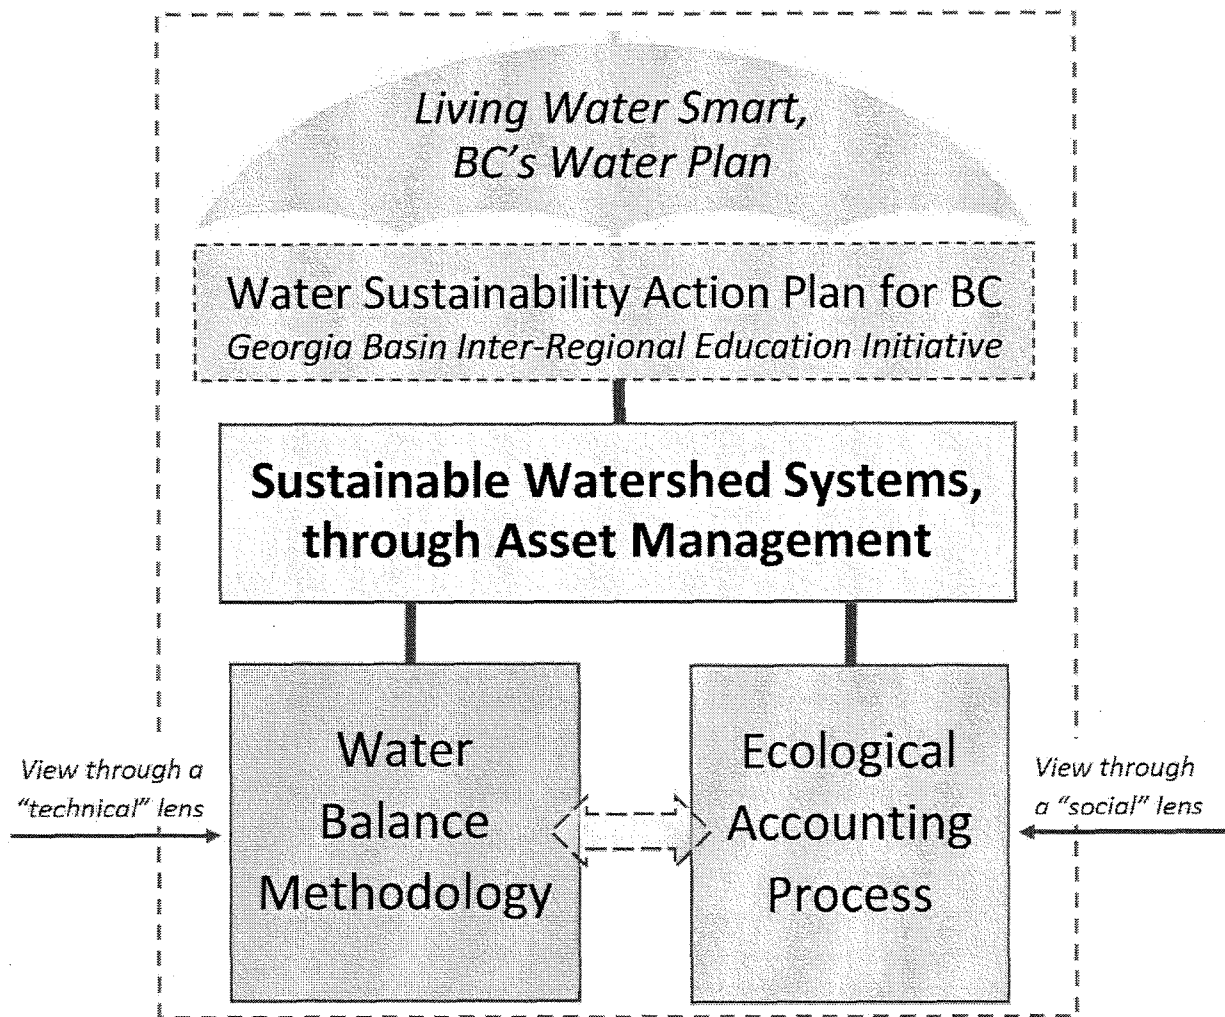 Living Water Smart,
BC's Water Plan
Water Sustainability Action Plan for BC
Georgia Basin Inter-Regional Education Initiative
Sustainable Watershed Systems,
through Asset Management
View through a
"technical" lens
Water
Balance
Methodology
Ecological
Accounting
Process
View through
a "social" lens